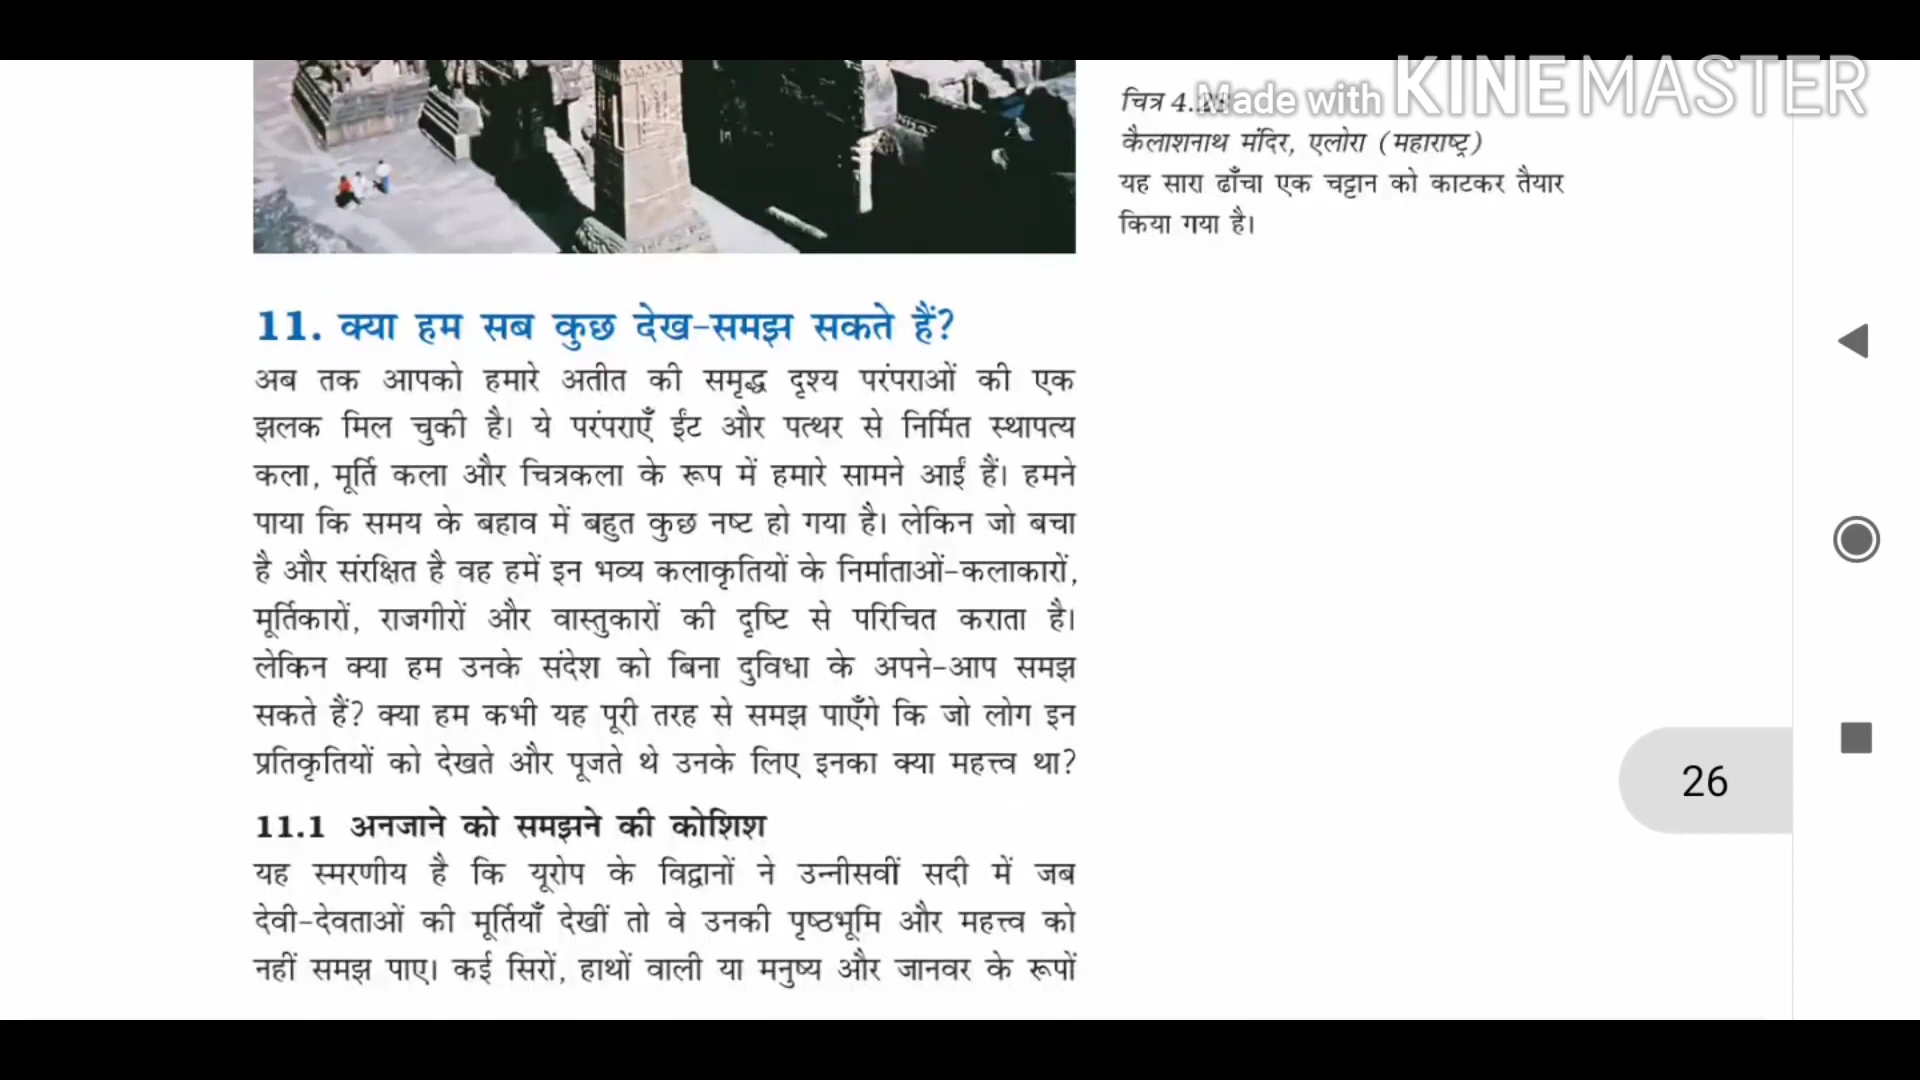 Made with KINEMASTER
चित्र 4.28
कैलाशनाथ मंदिर, एलोरा (महाराष्ट्र)
यह सारा ढाँचा एक चट्टान को काटकर तैयार
किया गया है।
11. क्या हम सब कुछ देख-समझ सकते हैं?
अब तक आपको हमारे अतीत की समृद्ध दृश्य परंपराओं की एक
झलक मिल चुकी है। ये परंपराएँ ईंट और पत्थर से निर्मित स्थापत्य
कला, मूर्ति कला और चित्रकला के रूप में हमारे सामने आईं हैं। हमने
पाया कि समय के बहाव में बहुत कुछ नष्ट हो गया है। लेकिन जो बचा
है और संरक्षित है वह हमें इन भव्य कलाकृतियों के निर्माताओं-कलाकारों,
मूर्तिकारों, राजगीरों और वास्तुकारों की दृष्टि से परिचित कराता है।
लेकिन क्या हम उनके संदेश को बिना दुविधा के अपने-आप समझ
सकते हैं? क्या हम कभी यह पूरी तरह से समझ पाएँगे कि जो लोग इन
प्रतिकृतियों को देखते और पूजते थे उनके लिए इनका क्या महत्त्व था?
11.1 अनजाने को समझने की कोशिश
यह स्मरणीय है कि यूरोप के विद्वानों ने उन्नीसवीं सदी में जब
देवी-देवताओं की मूर्तियाँ देखीं तो वे उनकी पृष्ठभूमि और महत्त्व को
नहीं समझ पाए। कई सिरों, हाथों वाली या मनुष्य और जानवर के रूपों
26